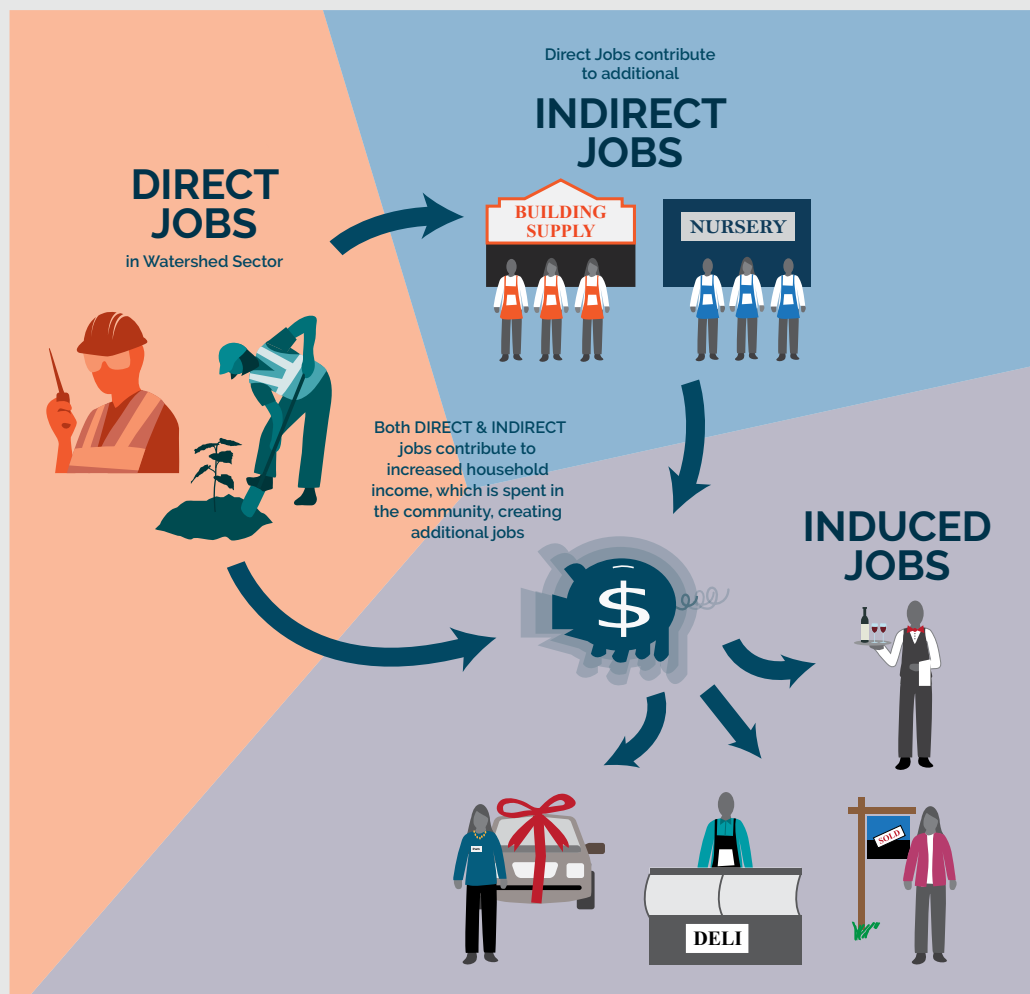 Direct Jobs contribute
to additional
INDIRECT
JOBS
DIRECT
JOBS
in Watershed Sector
BUILDING
SUPPLY
NURSERY
Both DIRECT & INDIRECT
jobs contribute to
increased household
income, which is spent in
the community, creating
additional jobs
INDUCED
JOBS
$
SOLD
DELI